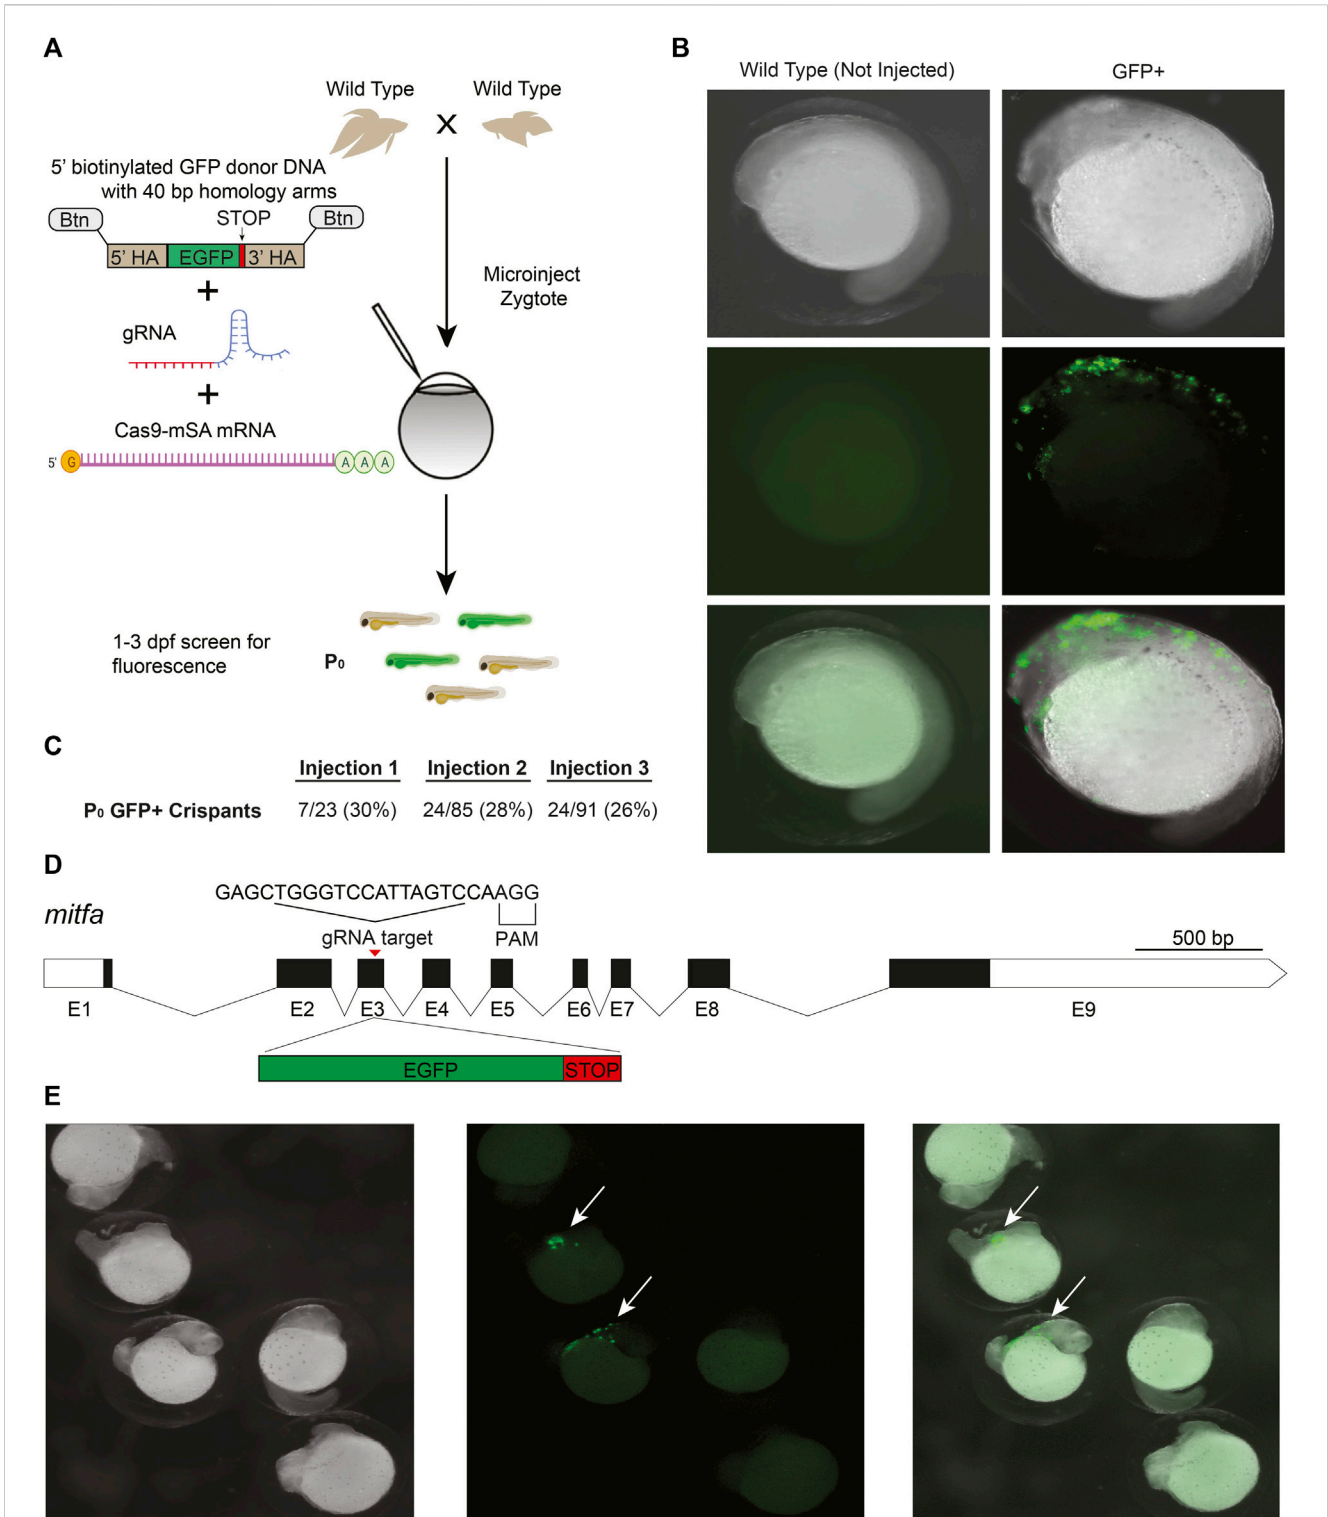 A
Wild Type
Wild Type
X
5’ biotinylated GFP donor DNA
with 40 bp homology arms
Btn
STOP
Btn
5’ HA
EGFP
3’ HA
+
Microinject
Zygtote
gRNA
+
Cas9-mSA mRNA
5'
G
A
A
A
1-3 dpf screen for
fluorescence
P0
B
Wild Type (Not Injected)
GFP+
C
Injection 1
Injection 2
Injection 3
P0 GFP+ Crispants
7/23 (30%)
24/85 (28%)
24/91 (26%)
D
GAGCTGGGTCCATTAGTCCAAGG
mitfa
gRNA target
PAM
500 bp
E1
E2
E3
E4
E5
E6
E7
E8
E9
EGFP
STOP
E